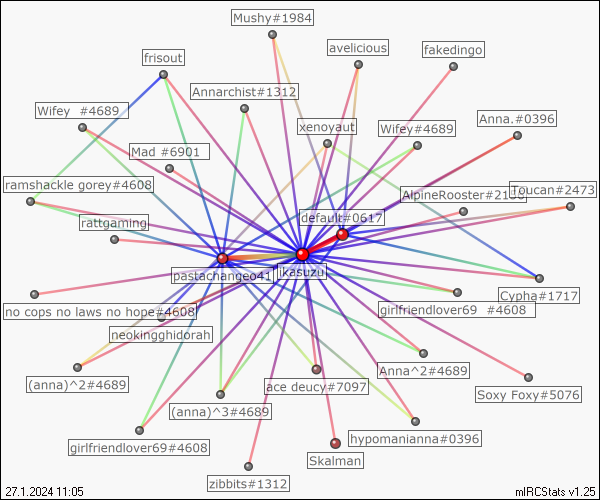 Mushy#1984
avelicious
fakedingo
frisout
Annarchist#1312
Wifey  #4689
xenoyaut
Wifey#4689
Anna.#0396
Mad #6901
ramshackle gorey#4608
AlpineRooster#2
Toucan#2473
rattgaming
default#0617
pastachange041
ikasuzu
Cypha#1717
no cops no laws no hope#4608
girlfriendlover69  #4608
neokingghidorah
Anna^2#4689
(anna)^2#4689
ace deucy#7097
Soxy Foxy#5076
(anna)^3#4689
girlfriendlover69#4608
hypomanianna#0396
Skalman
zibbits#1312
27.1.2024 11:05
mIRCStats v1.25